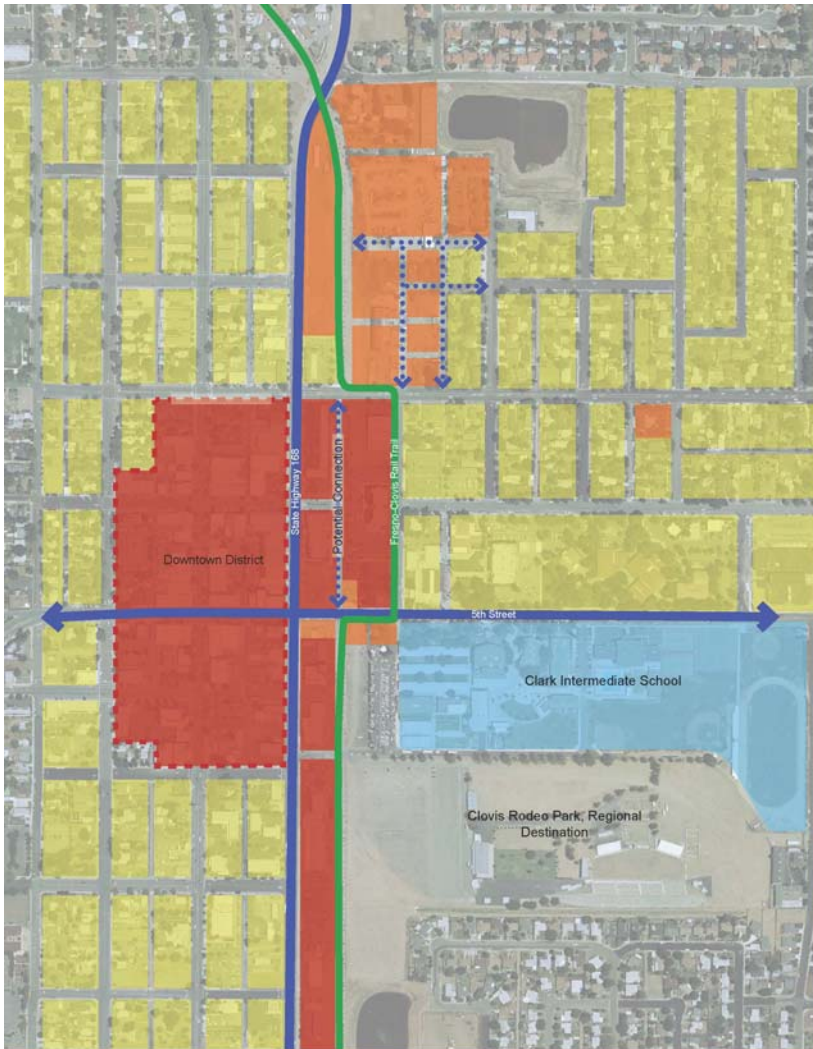 State Highway 168
Potential Connection
Fresno-Clovis Rail Trail
Downtown District
5th Street
Clark Intermediate School
Clovis Rodeo Park, Regional
Destination